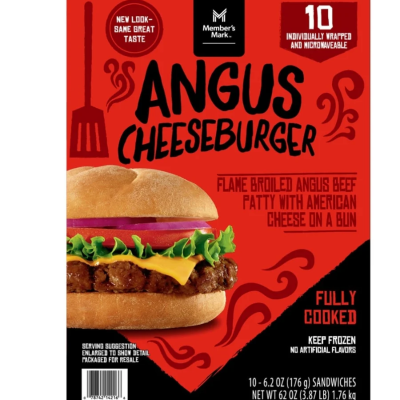 NEW LOOK-
SAME GREAT
TASTE
M
Member's
Mark.
10
INDIVIDUALLY WRAPPED
AND MICROWAVEABLE
ANGUS
CHEESEBURGER
FLAME BROILED ANGUS BEEF
PATTY WITH AMERICAN
CHEESE ON A BUN
FULLY
COOKED
KEEP FROZEN
NO ARTIFICIAL FLAVORS
SERVING SUGGESTION
ENLARGED TO SHOW DETAIL
PACKAGED FOR RESALE
10 - 6.2 OZ (176 g) SANDWICHES
NET WT 62 OZ (3.87 LB) 1.76 kg